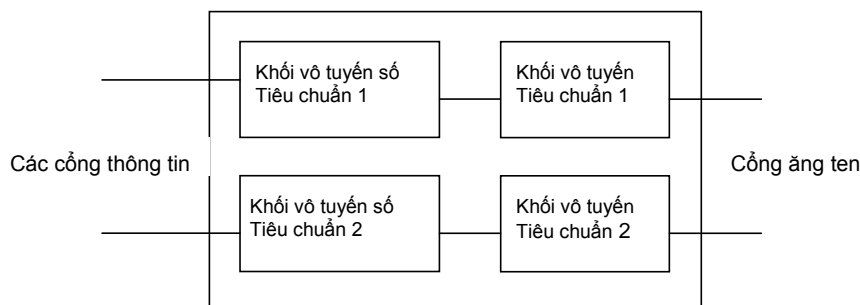 Khối vô tuyến số
Tiêu chuẩn 1
Khối vô tuyến
Tiêu chuẩn 1
Các cổng thông tin
Cổng ăng ten
Khối vô tuyến số
Tiêu chuẩn 2
Khối vô tuyến
Tiêu chuẩn 2